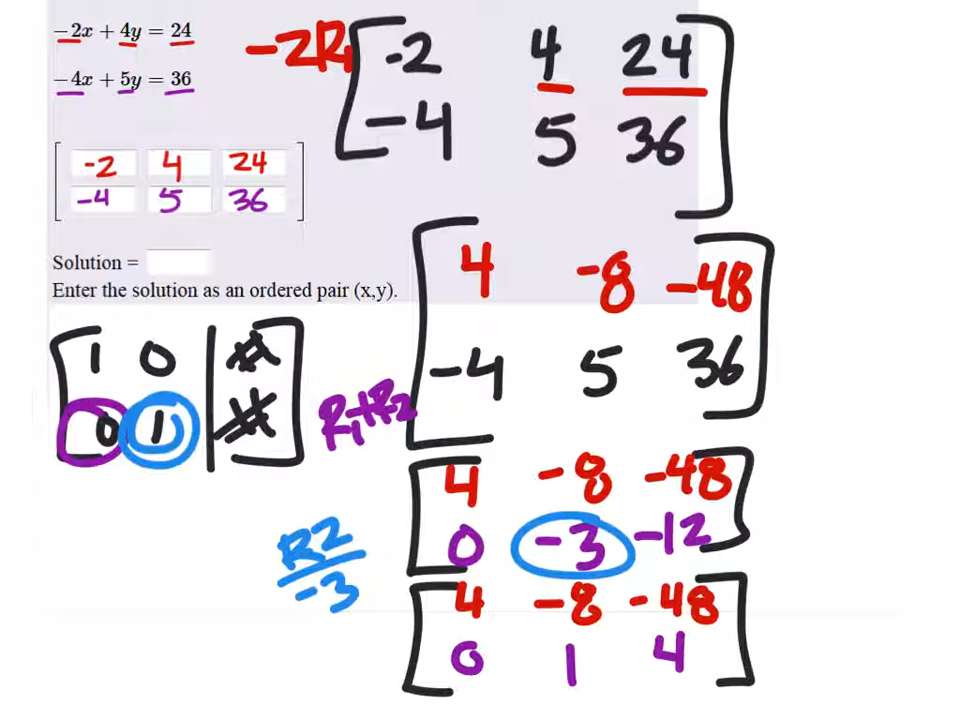 −2x + 4y = 24
−4x + 5y = 36
-2 4 24
-4 5 36
Solution =
Enter the solution as an ordered pair (x,y).
1 0 #
0 1 #
-2R1
-2 4 24
-4 5 36
4 -8 -48
-4 5 36
R1+R2
4 -8 -48
0 -3 -12
R2
-3
4 -8 -48
0 1 4